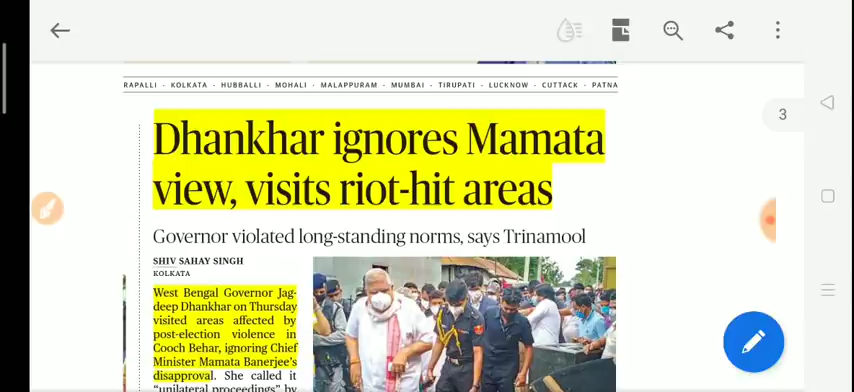 RAPALLI · KOLKATA · HUBBALLI · MOHALI · MALAPPURAM · MUMBAI · TIRUPATI · LUCKNOW · CUTTACK · PATNA
3
Dhankhar ignores Mamata
view, visits riot-hit areas
Governor violated long-standing norms, says Trinamool
SHIV SAHAY SINGH
KOLKATA
West Bengal Governor Jag-
deep Dhankhar on Thursday
visited areas affected by
post-election violence in
Cooch Behar, ignoring Chief
Minister Mamata Banerjee's
disapproval. She called it
"unilateral proceedings" by